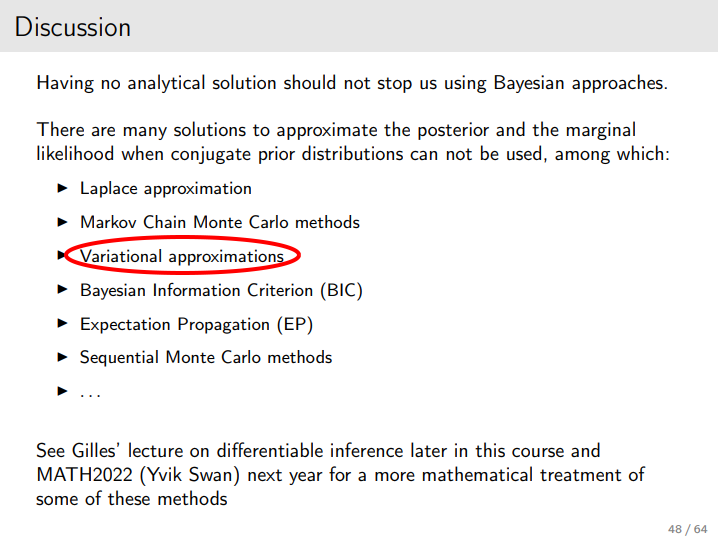 Discussion
Having no analytical solution should not stop us using Bayesian approaches.
There are many solutions to approximate the posterior and the marginal
likelihood when conjugate prior distributions can not be used, among which:
▶ Laplace approximation
▶ Markov Chain Monte Carlo methods
▶ Variational approximations
▶ Bayesian Information Criterion (BIC)
▶ Expectation Propagation (EP)
▶ Sequential Monte Carlo methods
▶ . . .
See Gilles' lecture on differentiable inference later in this course and
MATH2022 (Yvik Swan) next year for a more mathematical treatment of
some of these methods
48 / 64